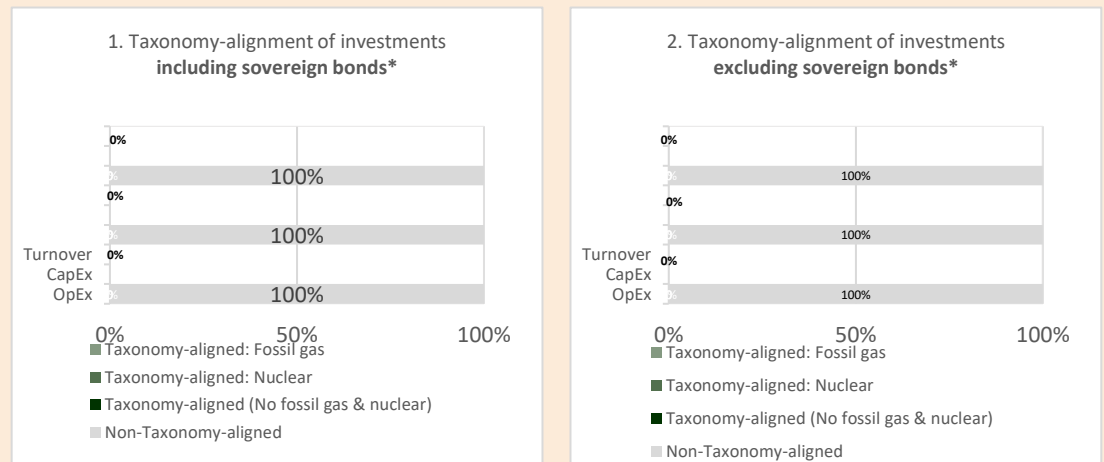 1. Taxonomy-alignment of investments
including sovereign bonds*
0%
100%
0%
100%
Turnover
0%
CapEx
OpEx
100%
0%
50%
100%
Taxonomy-aligned: Fossil gas
Taxonomy-aligned: Nuclear
Taxonomy-aligned (No fossil gas & nuclear)
Non-Taxonomy-aligned
2. Taxonomy-alignment of investments
excluding sovereign bonds*
0%
100%
0%
100%
Turnover
0%
CapEx
OpEx
100%
0%
50%
100%
Taxonomy-aligned: Fossil gas
Taxonomy-aligned: Nuclear
Taxonomy-aligned (No fossil gas & nuclear)
Non-Taxonomy-aligned